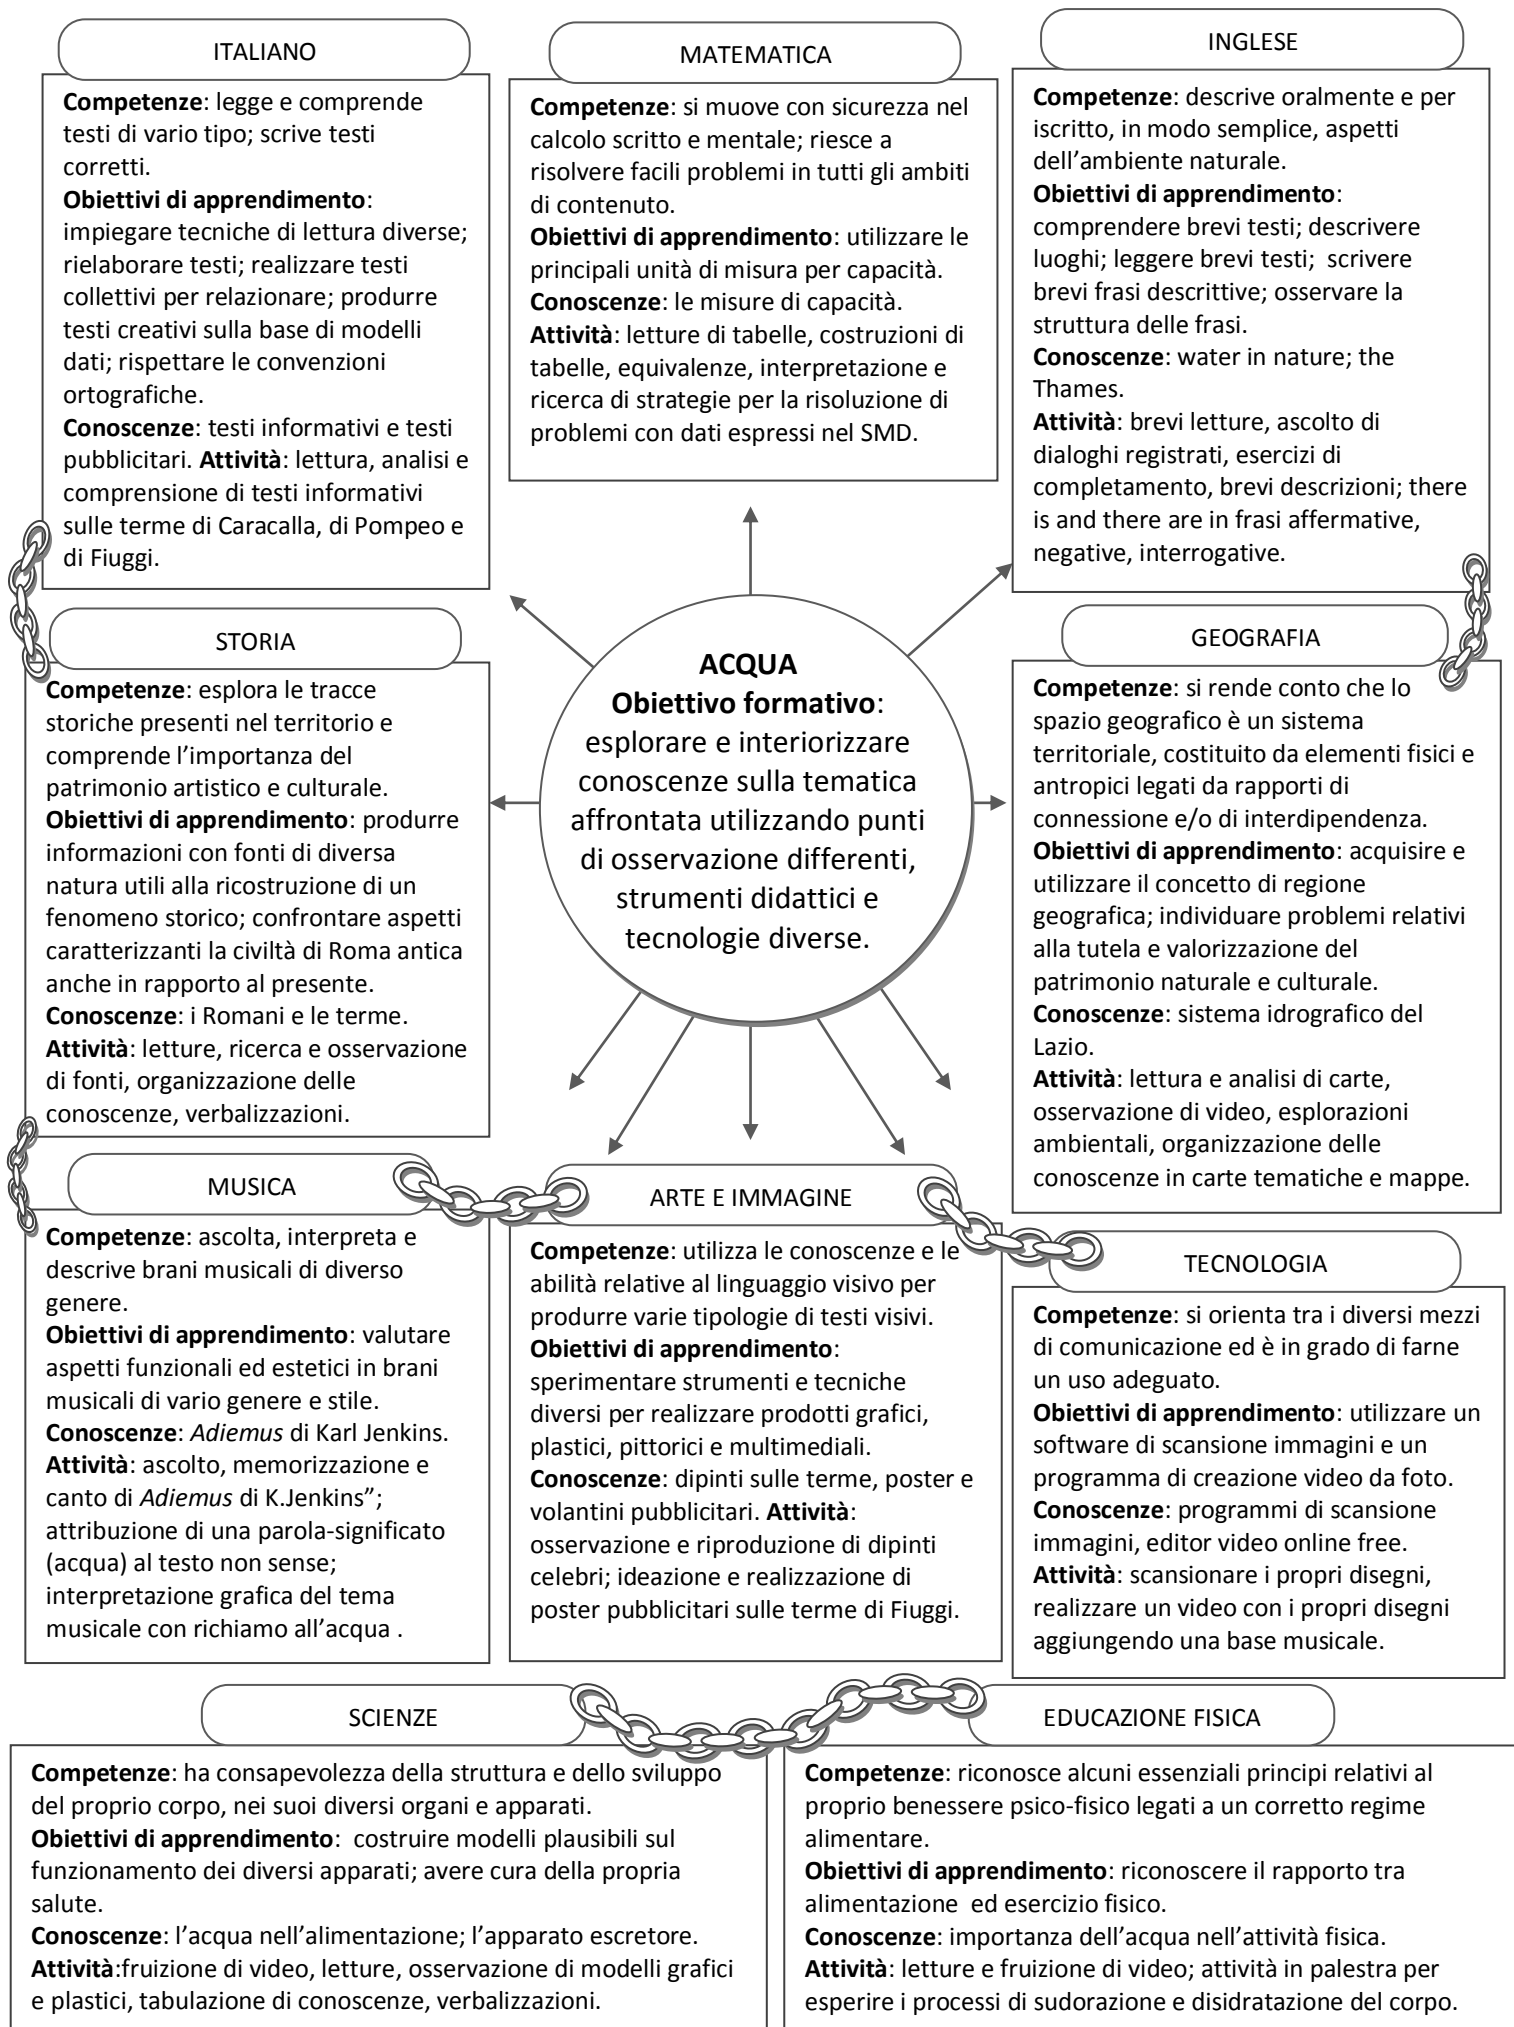 ITALIANO
Competenze: legge e comprende
testi di vario tipo; scrive testi
corretti.
Obiettivi di apprendimento:
impiegare tecniche di lettura diverse;
rielaborare testi; realizzare testi
collettivi per relazionare; produrre
testi creativi sulla base di modelli
dati; rispettare le convenzioni
ortografiche.
Conoscenze: testi informativi e testi
pubblicitari. Attività: lettura, analisi e
comprensione di testi informativi
sulle terme di Caracalla, di Pompeo e
di Fiuggi.
MATEMATICA
Competenze: si muove con sicurezza nel
calcolo scritto e mentale; riesce a
risolvere facili problemi in tutti gli ambiti
di contenuto.
Obiettivi di apprendimento: utilizzare le
principali unità di misura per capacità.
Conoscenze: le misure di capacità.
Attività: letture di tabelle, costruzioni di
tabelle, equivalenze, interpretazione e
ricerca di strategie per la risoluzione di
problemi con dati espressi nel SMD.
INGLESE
Competenze: descrive oralmente e per
iscritto, in modo semplice, aspetti
dell’ambiente naturale.
Obiettivi di apprendimento:
comprendere brevi testi; descrivere
luoghi; leggere brevi testi;  scrivere
brevi frasi descrittive; osservare la
struttura delle frasi.
Conoscenze: water in nature; the
Thames.
Attività: brevi letture, ascolto di
dialoghi registrati, esercizi di
completamento, brevi descrizioni; there
is and there are in frasi affermative,
negative, interrogative.
STORIA
Competenze: esplora le tracce
storiche presenti nel territorio e
comprende l’importanza del
patrimonio artistico e culturale.
Obiettivi di apprendimento: produrre
informazioni con fonti di diversa
natura utili alla ricostruzione di un
fenomeno storico; confrontare aspetti
caratterizzanti la civiltà di Roma antica
anche in rapporto al presente.
Conoscenze: i Romani e le terme.
Attività: letture, ricerca e osservazione
di fonti, organizzazione delle
conoscenze, verbalizzazioni.
ACQUA
Obiettivo formativo:
esplorare e interiorizzare
conoscenze sulla tematica
affrontata utilizzando punti
di osservazione differenti,
strumenti didattici e
tecnologie diverse.
GEOGRAFIA
Competenze: si rende conto che lo
spazio geografico è un sistema
territoriale, costituito da elementi fisici e
antropici legati da rapporti di
connessione e/o di interdipendenza.
Obiettivi di apprendimento: acquisire e
utilizzare il concetto di regione
geografica; individuare problemi relativi
alla tutela e valorizzazione del
patrimonio naturale e culturale.
Conoscenze: sistema idrografico del
Lazio.
Attività: lettura e analisi di carte,
osservazione di video, esplorazioni
ambientali, organizzazione delle
conoscenze in carte tematiche e mappe.
MUSICA
Competenze: ascolta, interpreta e
descrive brani musicali di diverso
genere.
Obiettivi di apprendimento: valutare
aspetti funzionali ed estetici in brani
musicali di vario genere e stile.
Conoscenze: Adiemus di Karl Jenkins.
Attività: ascolto, memorizzazione e
canto di Adiemus di K.Jenkins”;
attribuzione di una parola-significato
(acqua) al testo non sense;
interpretazione grafica del tema
musicale con richiamo all’acqua .
ARTE E IMMAGINE
Competenze: utilizza le conoscenze e le
abilità relative al linguaggio visivo per
produrre varie tipologie di testi visivi.
Obiettivi di apprendimento:
sperimentare strumenti e tecniche
diversi per realizzare prodotti grafici,
plastici, pittorici e multimediali.
Conoscenze: dipinti sulle terme, poster e
volantini pubblicitari. Attività:
osservazione e riproduzione di dipinti
celebri; ideazione e realizzazione di
poster pubblicitari sulle terme di Fiuggi.
TECNOLOGIA
Competenze: si orienta tra i diversi mezzi
di comunicazione ed è in grado di farne
un uso adeguato.
Obiettivi di apprendimento: utilizzare un
software di scansione immagini e un
programma di creazione video da foto.
Conoscenze: programmi di scansione
immagini, editor video online free.
Attività: scansionare i propri disegni,
realizzare un video con i propri disegni
aggiungendo una base musicale.
SCIENZE
Competenze: ha consapevolezza della struttura e dello sviluppo
del proprio corpo, nei suoi diversi organi e apparati.
Obiettivi di apprendimento:  costruire modelli plausibili sul
funzionamento dei diversi apparati; avere cura della propria
salute.
Conoscenze: l’acqua nell’alimentazione; l’apparato escretore.
Attività:fruizione di video, letture, osservazione di modelli grafici
e plastici, tabulazione di conoscenze, verbalizzazioni.
EDUCAZIONE FISICA
Competenze: riconosce alcuni essenziali principi relativi al
proprio benessere psico-fisico legati a un corretto regime
alimentare.
Obiettivi di apprendimento: riconoscere il rapporto tra
alimentazione  ed esercizio fisico.
Conoscenze: importanza dell’acqua nell’attività fisica.
Attività: letture e fruizione di video; attività in palestra per
esperire i processi di sudorazione e disidratazione del corpo.